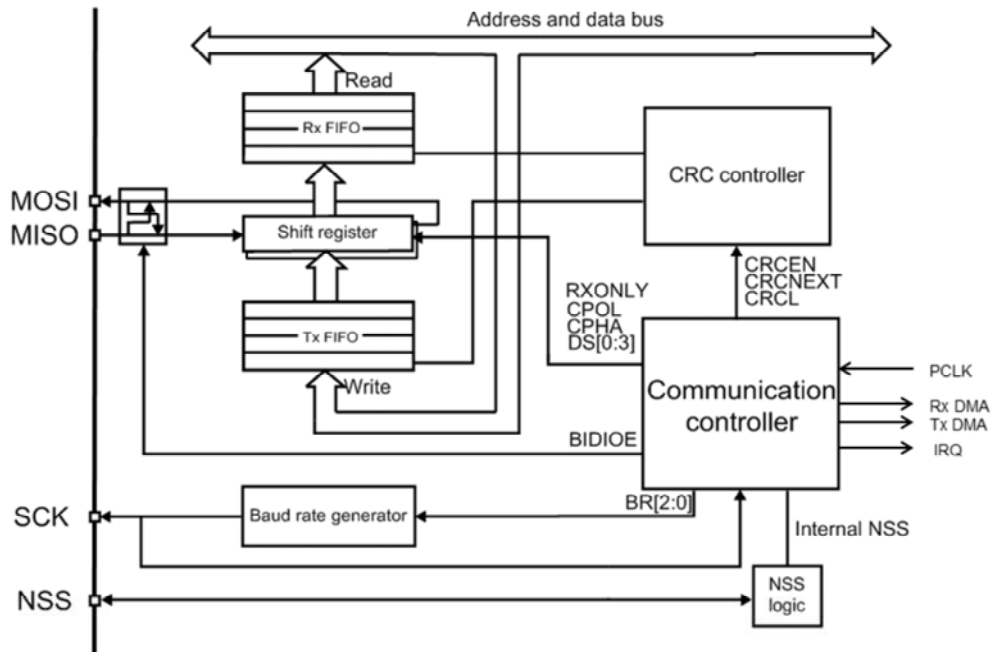 Address and data bus
Read
Rx FIFO
CRC controller
MOSI
MISO
Shift register
CRCEN
CRCNEXT
CRCL
RXONLY
CPOL
CPHA
DS[0:3]
Tx FIFO
Write
Communication
controller
PCLK
Rx DMA
Tx DMA
IRQ
BIDIOE
BR[2:0]
SCK
Baud rate generator
Internal NSS
NSS
NSS
logic